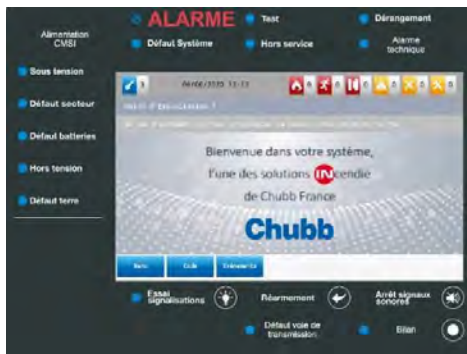 Alimentation
CMSI
ALARME
Test
Dérangement
Défaut Système
Hors service
Alarme
technique
Sous tension
Défaut secteur
Défaut batteries
Hors tension
Défaut terre
Bienvenue dans votre système,
l'une des solutions INcendie
de Chubb France
Chubb
Essai
signalisations
Réarmement
Arrêt signaux
sonores
Défaut voie de
transmission
Bilan